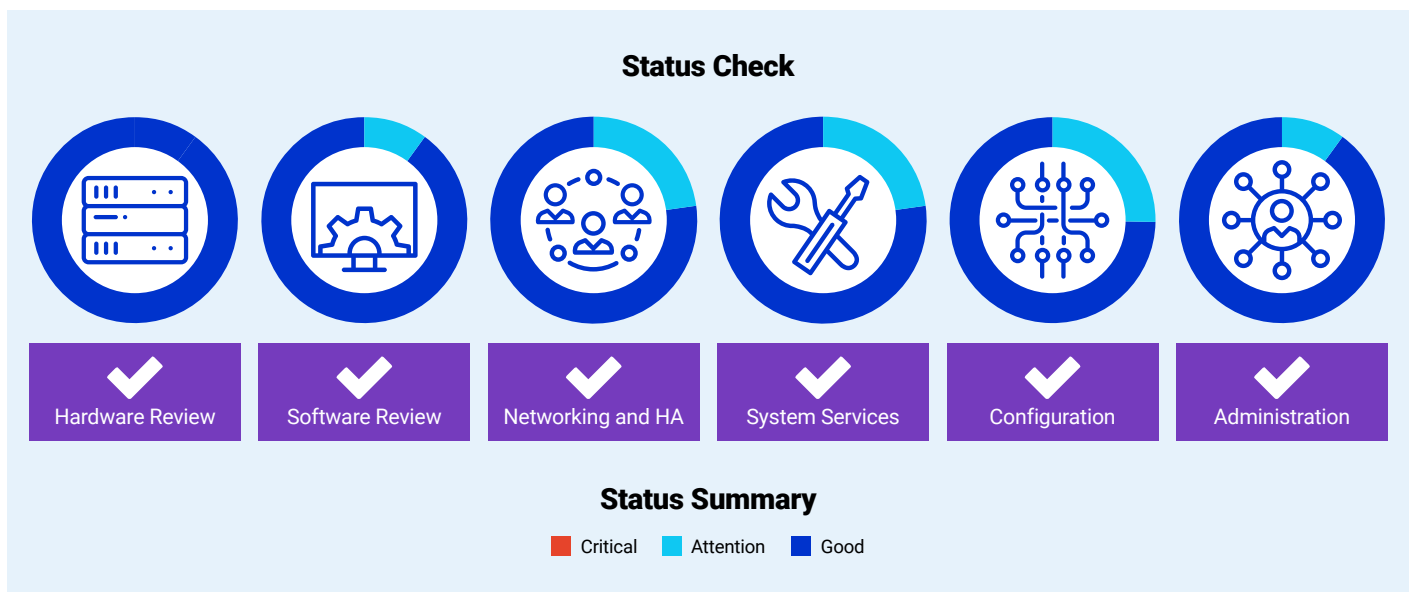 Status Check
Hardware Review
Software Review
Networking and HA
System Services
Configuration
Administration
Status Summary
Critical
Attention
Good